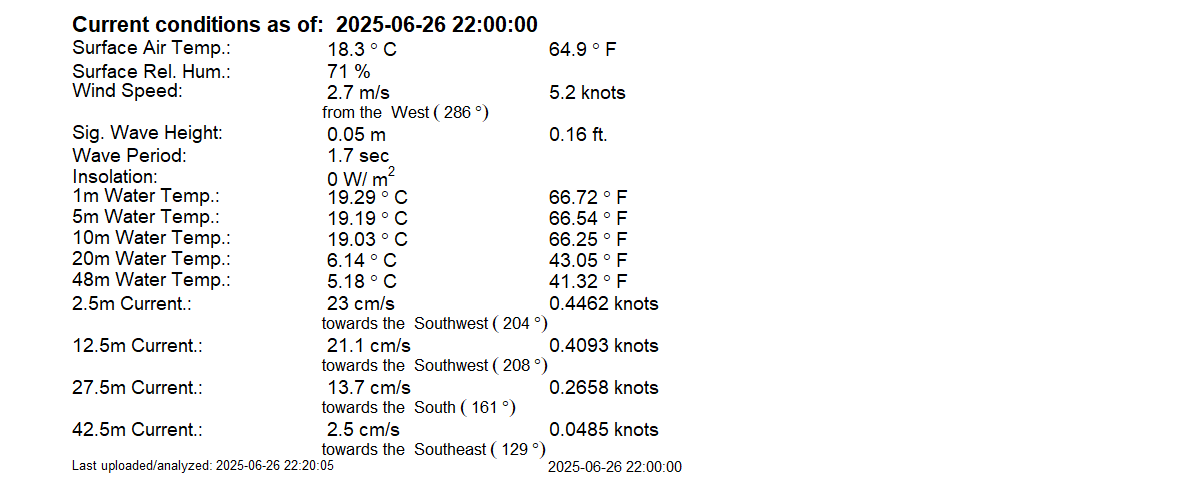 Current conditions as of: 2025-06-26 22:00:00
Surface Air Temp.: 18.3 ° C 64.9 ° F
Surface Rel. Hum.: 71 %
Wind Speed: 2.7 m/s 5.2 knots
from the West ( 286 °)
Sig. Wave Height: 0.05 m 0.16 ft.
Wave Period: 1.7 sec
Insolation: 0 W/ m²
1m Water Temp.: 19.29 ° C 66.72 ° F
5m Water Temp.: 19.19 ° C 66.54 ° F
10m Water Temp.: 19.03 ° C 66.25 ° F
20m Water Temp.: 6.14 ° C 43.05 ° F
48m Water Temp.: 5.18 ° C 41.32 ° F
2.5m Current.: 23 cm/s 0.4462 knots
towards the Southwest ( 204 °)
12.5m Current.: 21.1 cm/s 0.4093 knots
towards the Southwest ( 208 °)
27.5m Current.: 13.7 cm/s 0.2658 knots
towards the South ( 161 °)
42.5m Current.: 2.5 cm/s 0.0485 knots
towards the Southeast ( 129 °)
Last uploaded/analyzed: 2025-06-26 22:20:05 2025-06-26 22:00:00